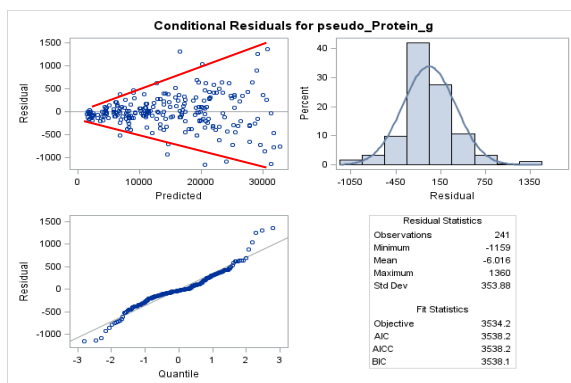 Conditional Residuals for pseudo_Protein_g
1500
1000
500
0
-500
-1000
Residual
0 10000 20000 30000
Predicted
40
30
20
10
0
Percent
-1050 -450 150 750 1350
Residual
1500
1000
500
0
-500
-1000
Residual
-3 -2 -1 0 1 2 3
Quantile
Residual Statistics
Observations 241
Minimum -1159
Mean -6.016
Maximum 1360
Std Dev 353.88
Fit Statistics
Objective 3534.2
AIC 3538.2
AICC 3538.2
BIC 3538.1